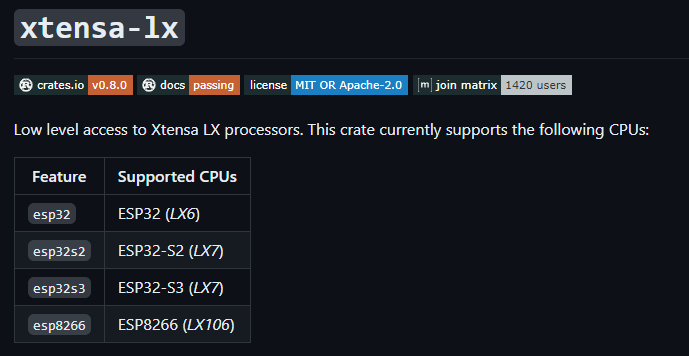 xtensa-lx
crates.io v0.8.0 docs passing license MIT OR Apache-2.0 [m] join matrix 1420 users
Low level access to Xtensa LX processors. This crate currently supports the following CPUs:
Feature Supported CPUs
esp32 ESP32 (LX6)
esp32s2 ESP32-S2 (LX7)
esp32s3 ESP32-S3 (LX7)
esp8266 ESP8266 (LX106)